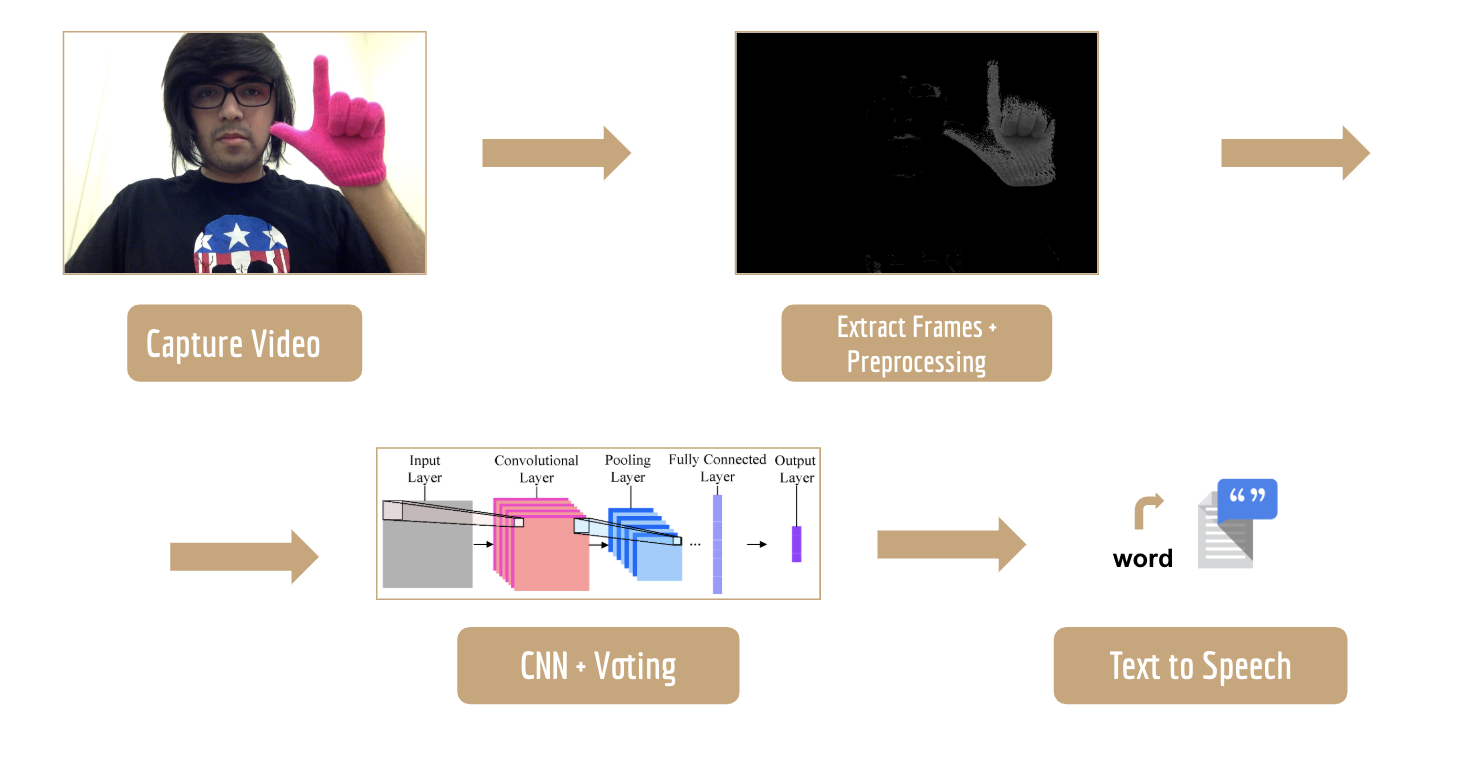 Capture Video
Extract Frames +
Preprocessing
Input
Layer
Convolutional
Layer
Pooling
Layer
Fully Connected
Layer
Output
Layer
...
CNN + Voting
word
“ ”
Text to Speech